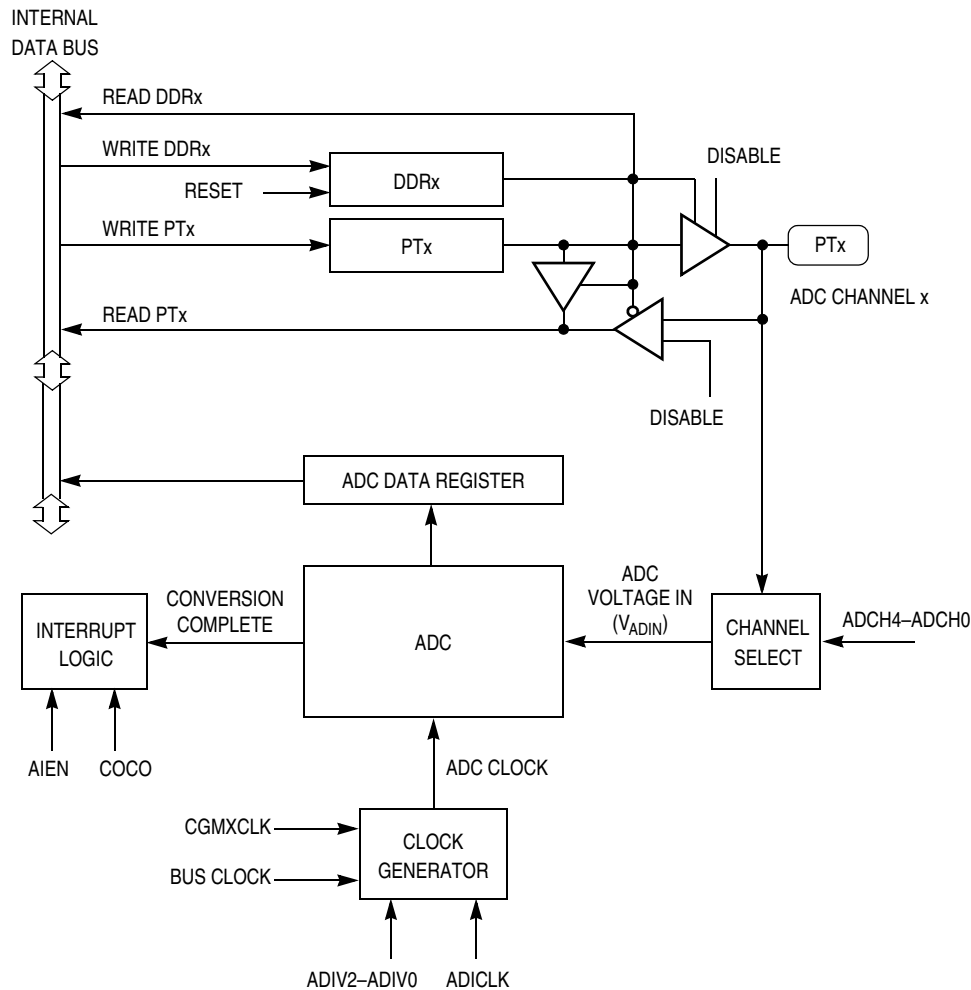 INTERNAL
DATA BUS
READ DDRx
WRITE DDRx
DISABLE
DDRx
RESET
WRITE PTx
PTx
PTx
ADC CHANNEL x
READ PTx
DISABLE
ADC DATA REGISTER
CONVERSION
COMPLETE
ADC
VOLTAGE IN
(VADIN)
INTERRUPT
LOGIC
ADC
CHANNEL
SELECT
ADCH4–ADCH0
AIEN
COCO
ADC CLOCK
CGMXCLK
CLOCK
GENERATOR
BUS CLOCK
ADIV2–ADIV0
ADICLK